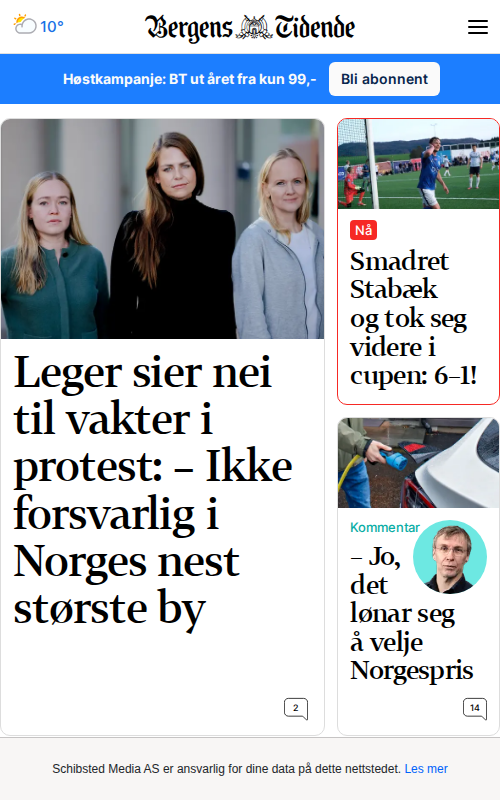 10°
Bergens Tidende
Høstkampanje: BT ut året fra kun 99,-
Bli abonnent
Leger sier nei
til vakter i
protest: – Ikke
forsvarlig i
Norges nest
største by
2
Nå
Smadret
Stabæk
og tok seg
videre i
cupen: 6–1!
Kommentar
– Jo,
det
lønar seg
å velje
Norgespris
14
Schibsted Media AS er ansvarlig for dine data på dette nettstedet. Les mer